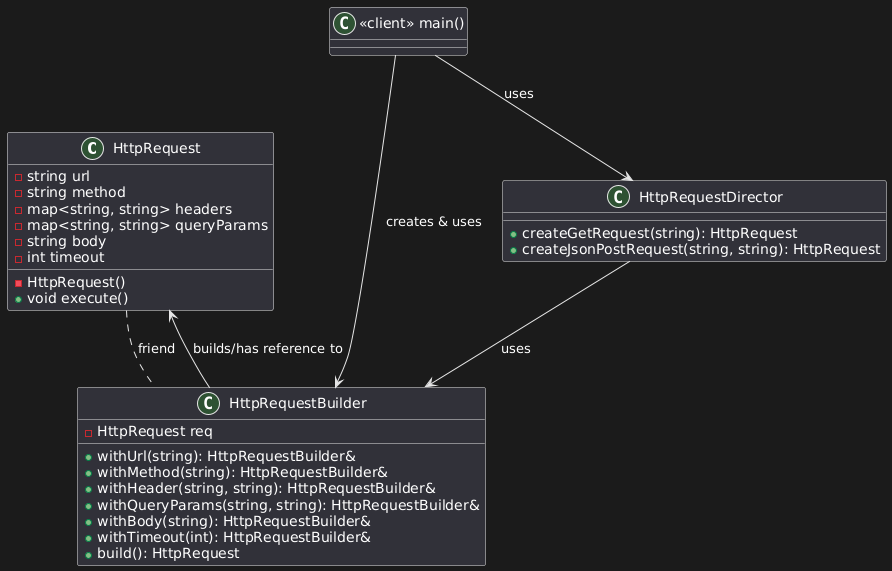 C «client» main()
uses
C HttpRequest
string url
string method
map<string, string> headers
map<string, string> queryParams
string body
int timeout
HttpRequest()
void execute()
C HttpRequestDirector
createGetRequest(string): HttpRequest
createJsonPostRequest(string, string): HttpRequest
creates & uses
friend
builds/has reference to
uses
C HttpRequestBuilder
HttpRequest req
withUrl(string): HttpRequestBuilder&
withMethod(string): HttpRequestBuilder&
withHeader(string, string): HttpRequestBuilder&
withQueryParams(string, string): HttpRequestBuilder&
withBody(string): HttpRequestBuilder&
withTimeout(int): HttpRequestBuilder&
build(): HttpRequest